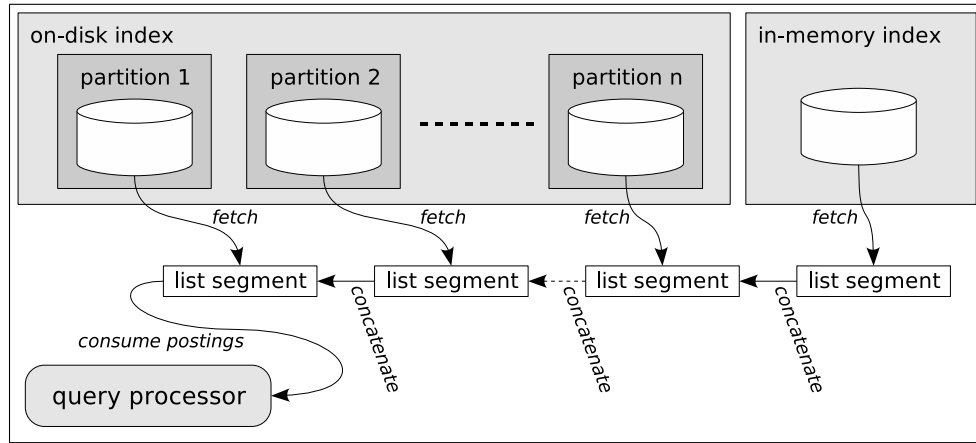 on-disk index
in-memory index
partition 1
partition 2
partition n
fetch
fetch
fetch
fetch
list segment
list segment
list segment
list segment
concatenate
concatenate
concatenate
consume postings
query processor